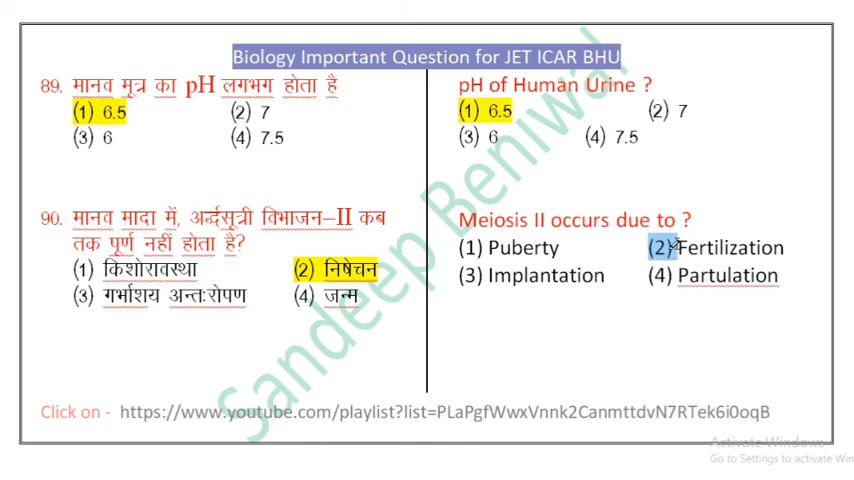 Biology Important Question for JET ICAR BHU
89. मानव मूत्र का pH लगभग होता है
(1) 6.5 (2) 7
(3) 6 (4) 7.5
90. मानव मादा में, अर्द्धसूत्री विभाजन–II कब
तक पूर्ण नहीं होता है?
(1) किशोरावस्था (2) निषेचन
(3) गर्भाशय अन्तःरोपण (4) जन्म
pH of Human Urine ?
(1) 6.5 (2) 7
(3) 6 (4) 7.5
Meiosis II occurs due to ?
(1) Puberty (2) Fertilization
(3) Implantation (4) Partulation
Sandeep Beniwal
Click on - https://www.youtube.com/playlist?list=PLaPgfWwxVnnk2CanmttdvN7RTek6i0oqB
Activate Windows
Go to Settings to activate Win